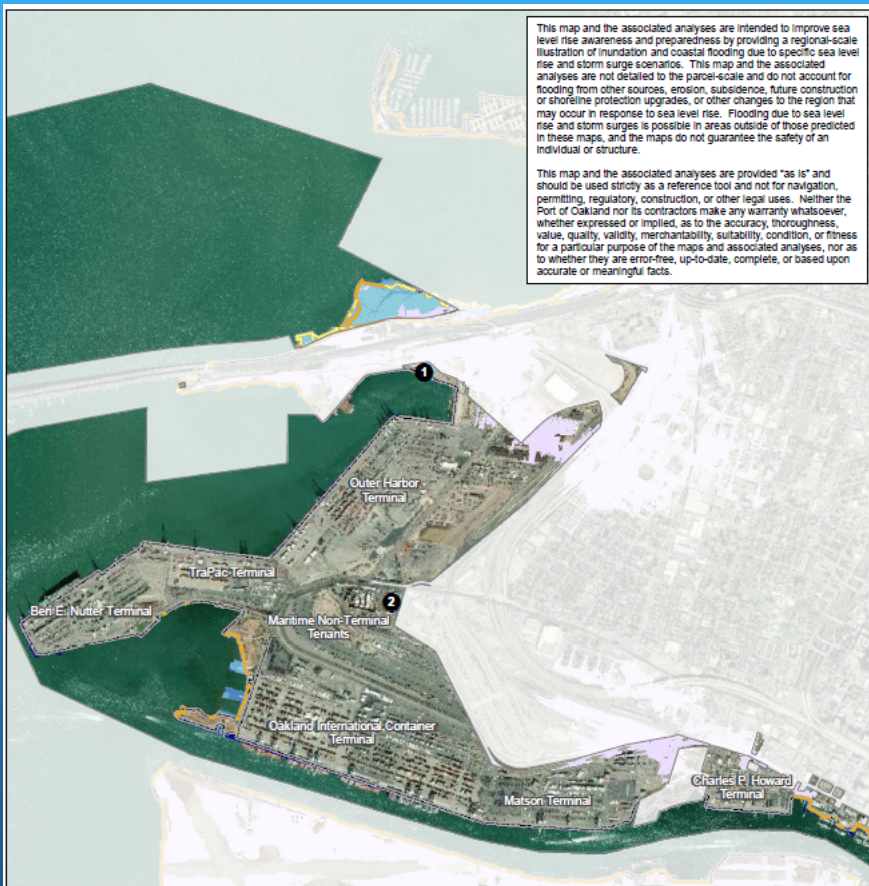 This map and the associated analyses are intended to improve sea
level rise awareness and preparedness by providing a regional-scale
illustration of inundation and coastal flooding due to specific sea level
rise and storm surge scenarios. This map and the associated
analyses are not detailed to the parcel-scale and do not account for
flooding from other sources, erosion, subsidence, future construction
or shoreline protection upgrades, or other changes to the region that
may occur in response to sea level rise. Flooding due to sea level
rise and storm surges is possible in areas outside of those predicted
in these maps, and the maps do not guarantee the safety of an
individual or structure.
This map and the associated analyses are provided "as is" and
should be used strictly as a reference tool and not for navigation,
permitting, regulatory, construction, or other legal uses. Neither the
Port of Oakland nor its contractors make any warranty whatsoever,
whether expressed or implied, as to the accuracy, thoroughness,
value, quality, validity, merchantability, suitability, condition, or fitness
for a particular purpose of the maps and associated analyses, nor as
to whether they are error-free, up-to-date, complete, or based upon
accurate or meaningful facts.
1
Outer Harbor
Terminal
TraPac Terminal
2
Ben E. Nutter Terminal
Maritime Non-Terminal
Tenants
Oakland International Container
Terminal
Charles P. Howard
Terminal
Matson Terminal